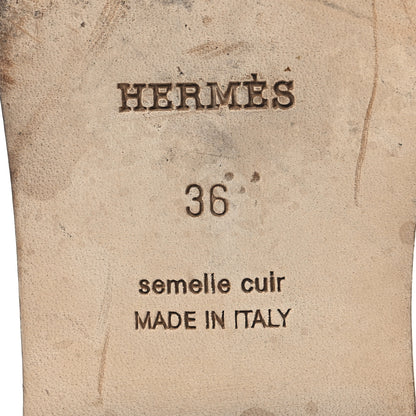 HERMÈS
36
semelle cuir
MADE IN ITALY